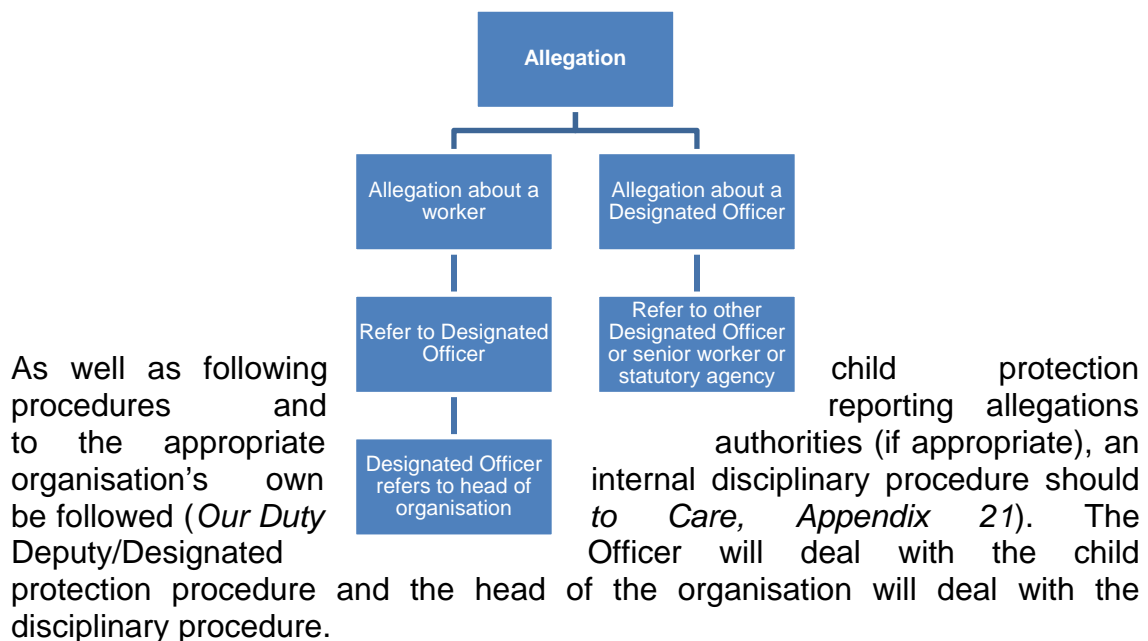 Allegation
Allegation about a
worker
Refer to Designated
Officer
Designated Officer
refers to head of
organisation
Allegation about a
Designated Officer
Refer to other
Designated Officer
or senior worker or
statutory agency
As well as following child protection
procedures and reporting allegations
to the appropriate authorities (if appropriate), an
organisation’s own internal disciplinary procedure should
be followed (Our Duty to Care, Appendix 21). The
Deputy/Designated Officer will deal with the child
protection procedure and the head of the organisation will deal with the
disciplinary procedure.